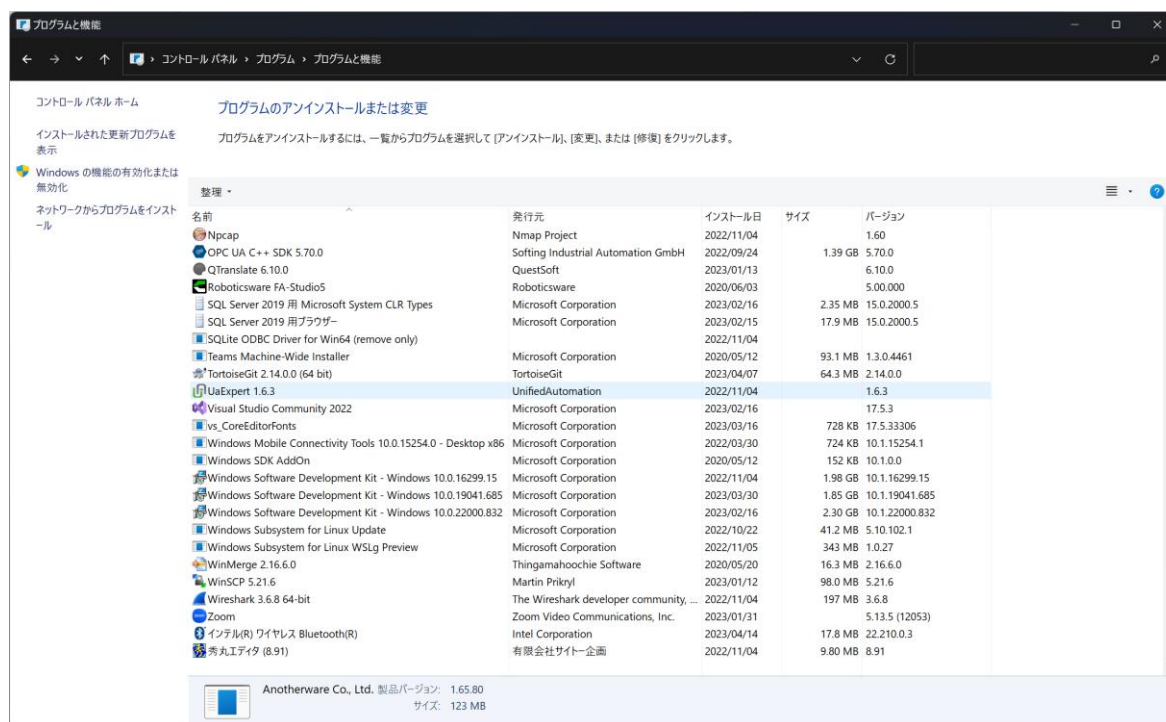 プログラムと機能
コントロール パネル › プログラム › プログラムと機能
コントロール パネル ホーム
インストールされた更新プログラムを
表示
Windows の機能の有効化または
無効化
ネットワークからプログラムをインスト
ール
プログラムのアンインストールまたは変更
プログラムをアンインストールするには、一覧からプログラムを選択して [アンインストール]、[変更]、または [修復] をクリックします。
整理
名前 発行元 インストール日 サイズ バージョン
Npcap Nmap Project 2022/11/04 1.60
OPC UA C++ SDK 5.70.0 Softing Industrial Automation GmbH 2022/09/24 1.39 GB 5.70.0
QTranslate 6.10.0 QuestSoft 2023/01/13 6.10.0
Roboticsware FA-Studio5 Roboticsware 2020/06/03 5.00.000
SQL Server 2019 用 Microsoft System CLR Types Microsoft Corporation 2023/02/16 2.35 MB 15.0.2000.5
SQL Server 2019 用ブラウザー Microsoft Corporation 2023/02/15 17.9 MB 15.0.2000.5
SQLite ODBC Driver for Win64 (remove only) 2022/11/04
Teams Machine-Wide Installer Microsoft Corporation 2020/05/12 93.1 MB 1.3.0.4461
TortoiseGit 2.14.0.0 (64 bit) TortoiseGit 2023/04/07 64.3 MB 2.14.0.0
UaExpert 1.6.3 UnifiedAutomation 2022/11/04 1.6.3
Visual Studio Community 2022 Microsoft Corporation 2023/02/16 17.5.3
vs_CoreEditorFonts Microsoft Corporation 2023/03/16 728 KB 17.5.33306
Windows Mobile Connectivity Tools 10.0.15254.0 - Desktop x86 Microsoft Corporation 2022/03/30 724 KB 10.1.15254.1
Windows SDK AddOn Microsoft Corporation 2020/05/12 152 KB 10.1.0.0
Windows Software Development Kit - Windows 10.0.16299.15 Microsoft Corporation 2022/11/04 1.98 GB 10.1.16299.15
Windows Software Development Kit - Windows 10.0.19041.685 Microsoft Corporation 2023/03/30 1.85 GB 10.1.19041.685
Windows Software Development Kit - Windows 10.0.22000.832 Microsoft Corporation 2023/02/16 2.30 GB 10.1.22000.832
Windows Subsystem for Linux Update Microsoft Corporation 2022/10/22 41.2 MB 5.10.102.1
Windows Subsystem for Linux WSLg Preview Microsoft Corporation 2022/11/05 343 MB 1.0.27
WinMerge 2.16.6.0 Thingamahoochie Software 2020/05/20 16.3 MB 2.16.6.0
WinSCP 5.21.6 Martin Prikryl 2023/01/12 98.0 MB 5.21.6
Wireshark 3.6.8 64-bit The Wireshark developer community, ... 2022/11/04 197 MB 3.6.8
Zoom Zoom Video Communications, Inc. 2023/01/31 5.13.5 (12053)
インテル(R) ワイヤレス Bluetooth(R) Intel Corporation 2023/04/14 17.8 MB 22.210.0.3
秀丸エディタ (8.91) 有限会社サイトー企画 2022/11/04 9.80 MB 8.91
Anotherware Co., Ltd. 製品バージョン: 1.65.80
サイズ: 123 MB